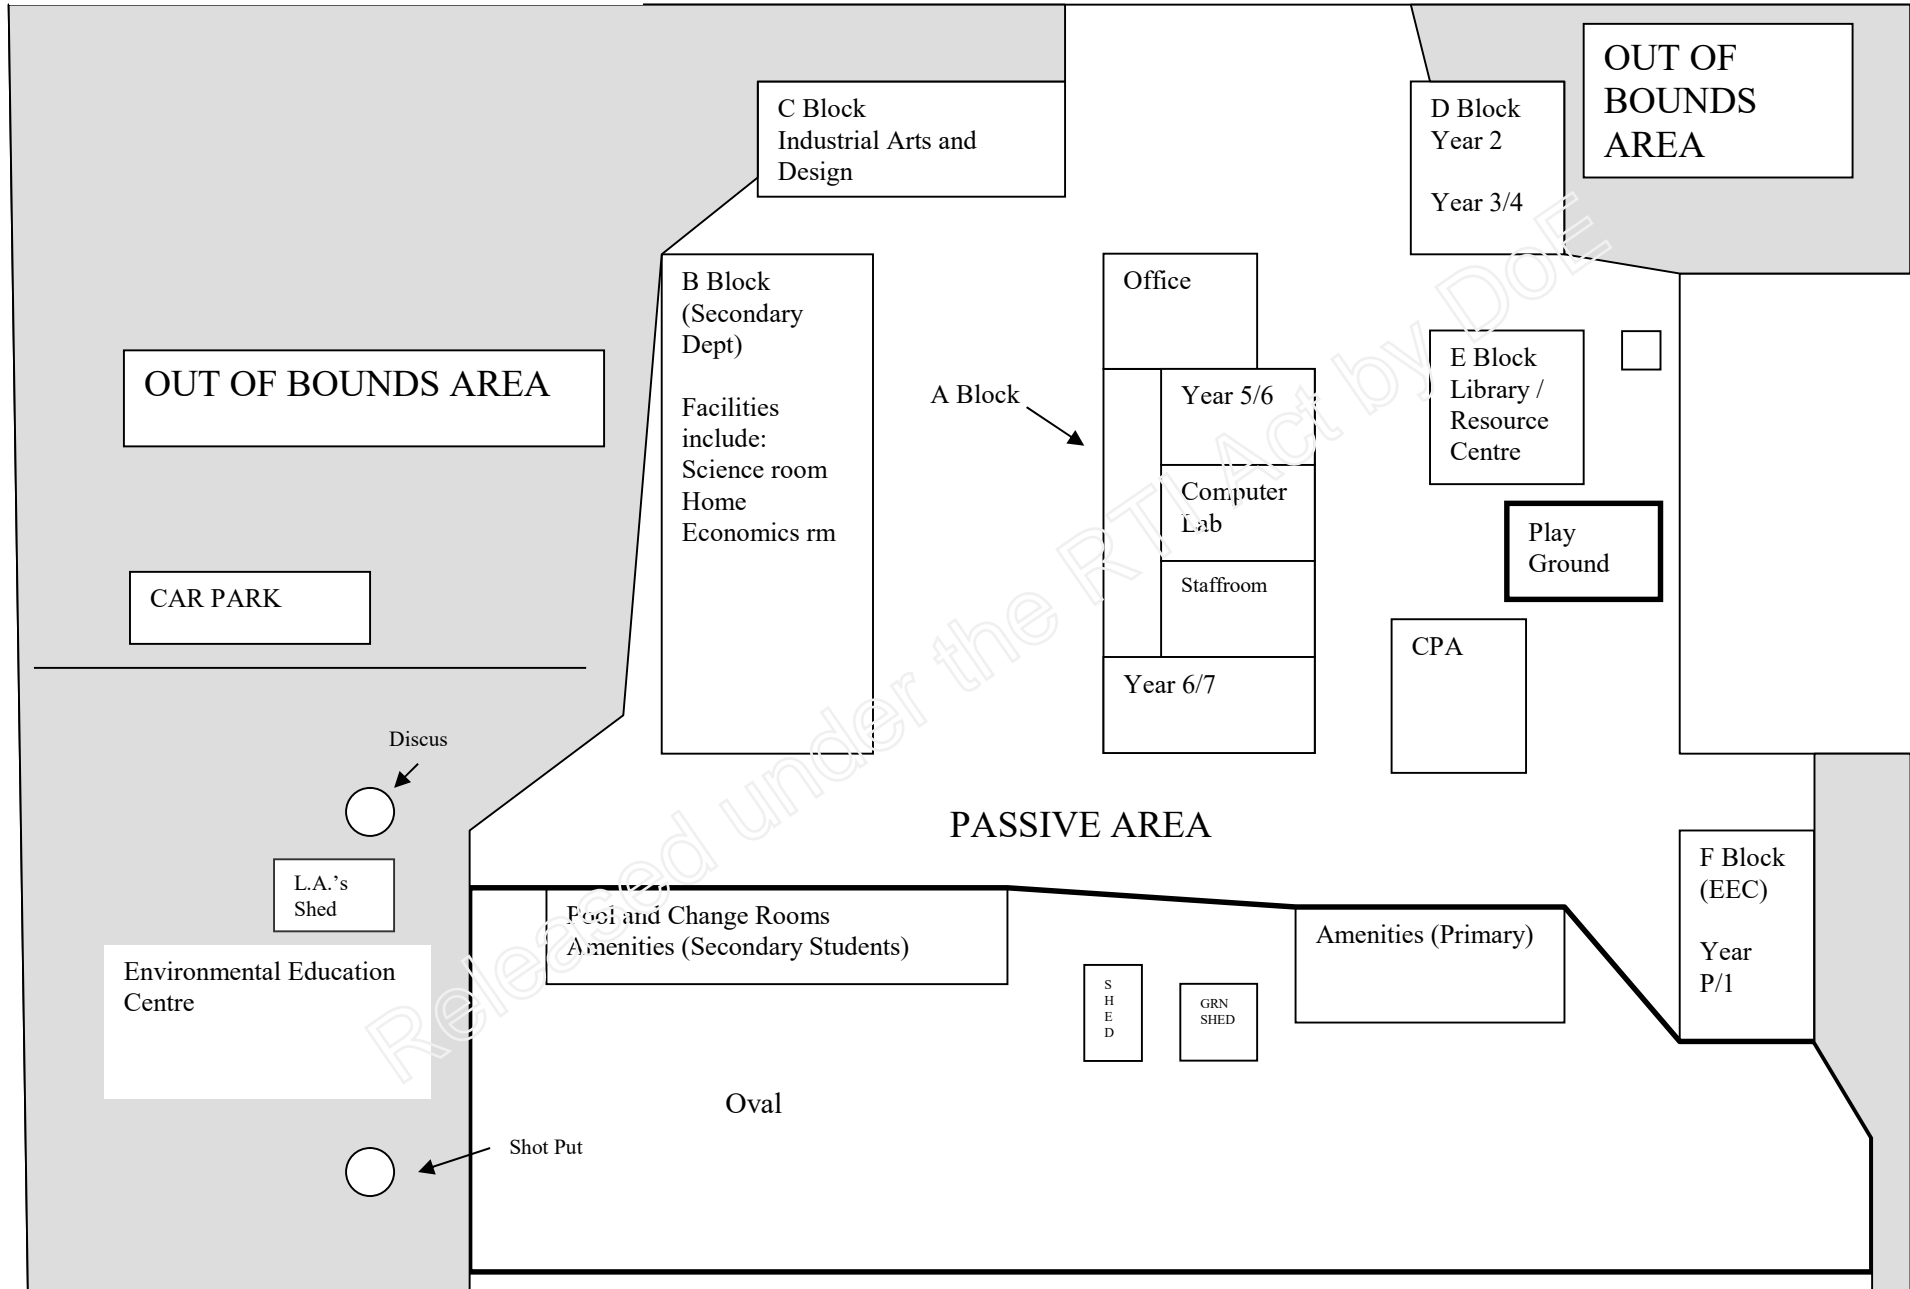 OUT OF
BOUNDS
AREA
C Block
Industrial Arts and
Design
D Block
Year 2
Year 3/4
B Block
(Secondary
Dept)
Facilities
include:
Science room
Home
Economics rm
Office
A Block
Year 5/6
Computer
Lab
Staffroom
Year 6/7
E Block
Library /
Resource
Centre
Play
Ground
CPA
OUT OF BOUNDS AREA
CAR PARK
Discus
L.A.'s
Shed
Environmental Education
Centre
Shot Put
PASSIVE AREA
Pool and Change Rooms
Amenities (Secondary Students)
S
H
E
D
GRN
SHED
Amenities (Primary)
F Block
(EEC)
Year
P/1
Oval
Released under the RTI Act by DoE